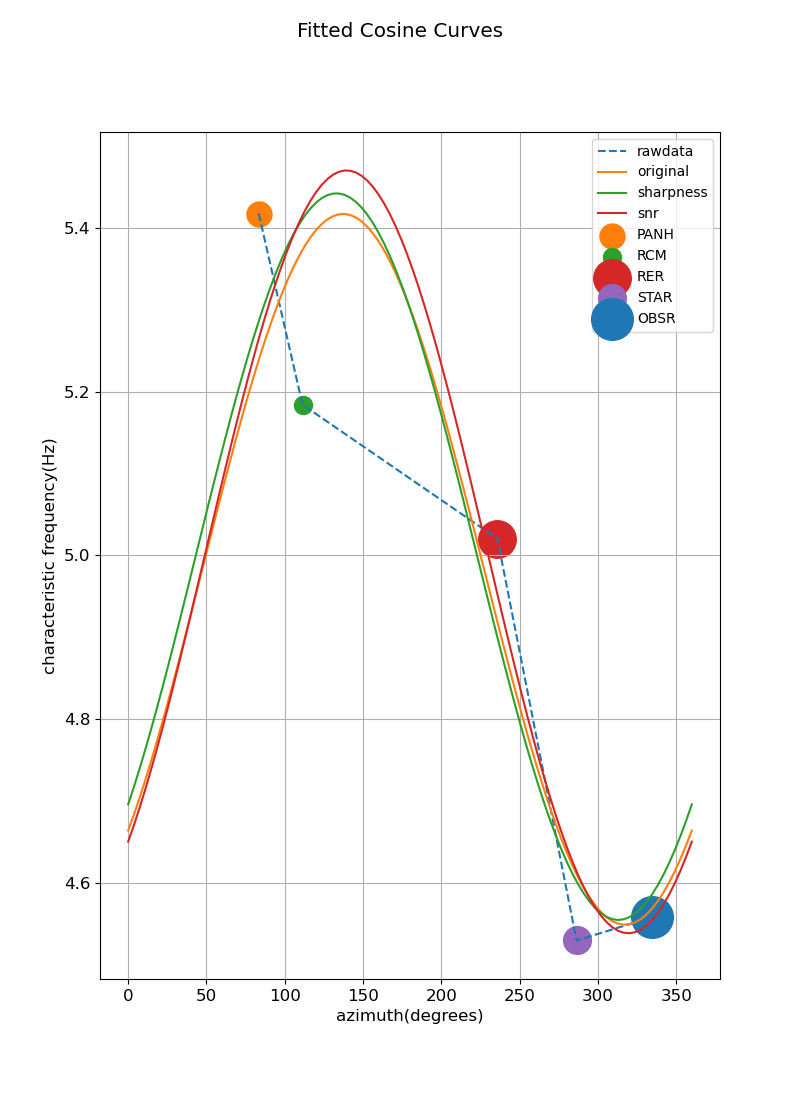 Fitted Cosine Curves
rawdata
original
sharpness
snr
PANH
RCM
RER
STAR
OBSR
5.4
5.2
5.0
4.8
4.6
characteristic frequency(Hz)
0 50 100 150 200 250 300 350
azimuth(degrees)